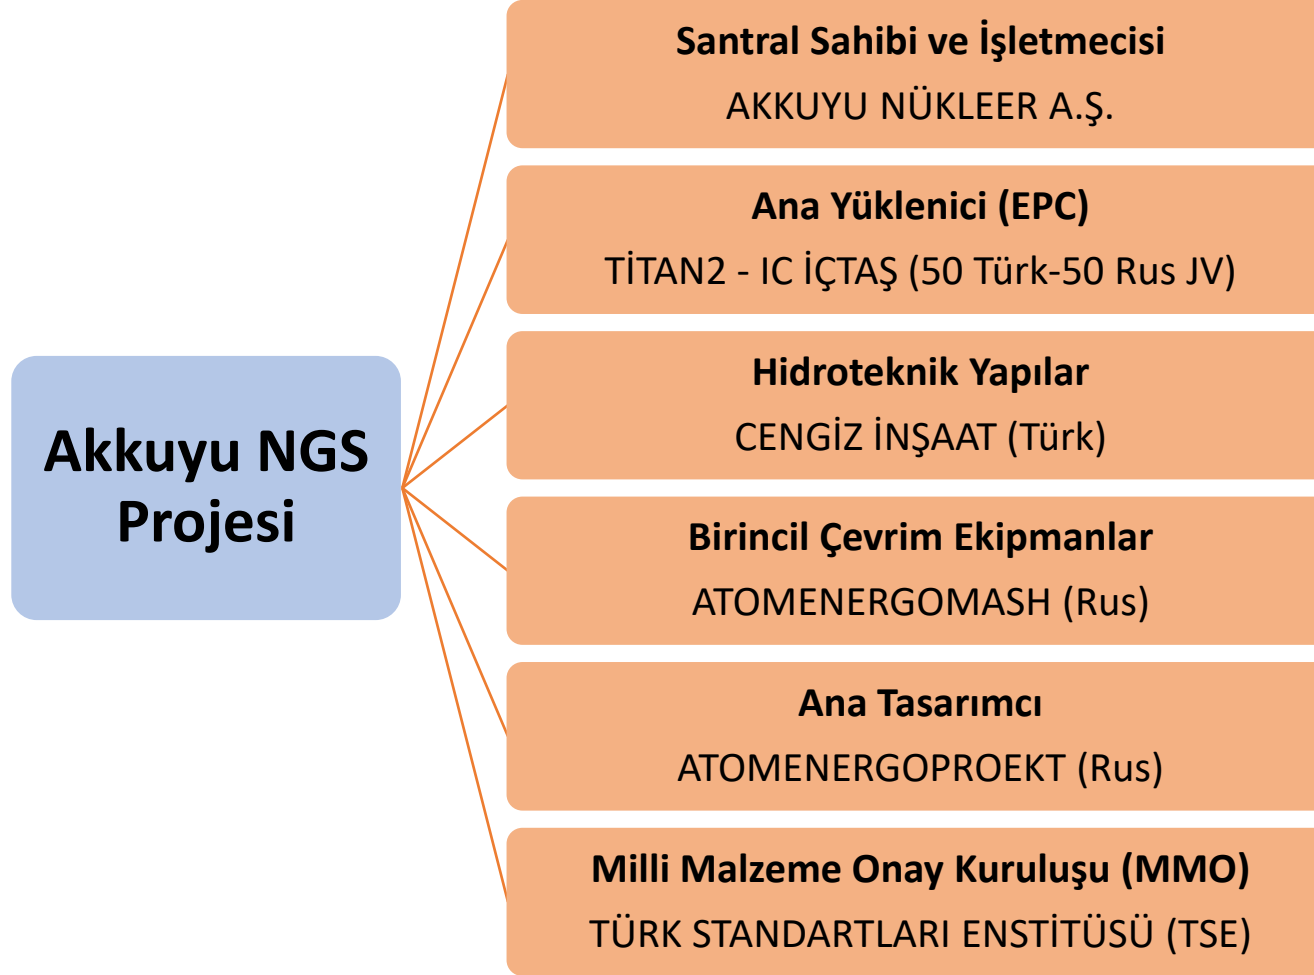 Akkuyu NGS
Projesi
Santral Sahibi ve İşletmecisi
AKKUYU NÜKLEER A.Ş.
Ana Yüklenici (EPC)
TİTAN2 - IC İÇTAŞ (50 Türk-50 Rus JV)
Hidroteknik Yapılar
CENGİZ İNŞAAT (Türk)
Birincil Çevrim Ekipmanlar
ATOMENERGOMASH (Rus)
Ana Tasarımcı
ATOMENERGOPROEKT (Rus)
Milli Malzeme Onay Kuruluşu (MMO)
TÜRK STANDARTLARI ENSTİTÜSÜ (TSE)